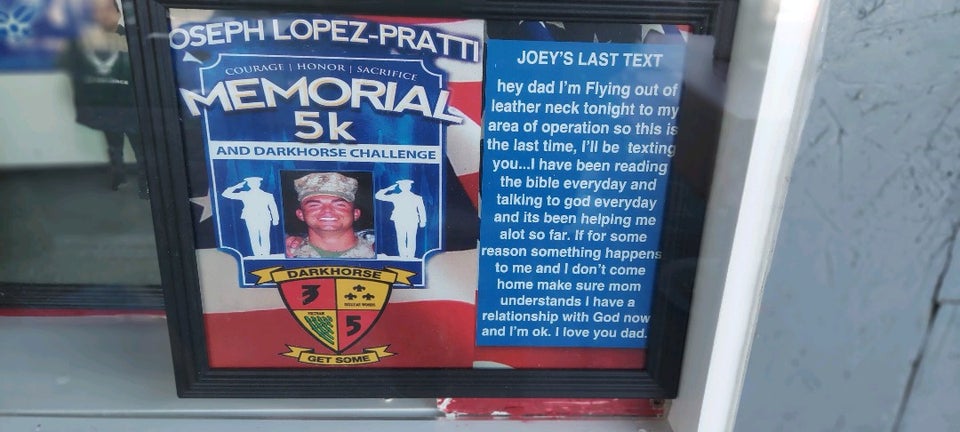 OSEPH LOPEZ-PRATTI
COURAGE | HONOR | SACRIFICE
MEMORIAL
5k
AND DARKHORSE CHALLENGE
DARKHORSE
3
5
GET SOME
JOEY'S LAST TEXT
hey dad I'm Flying out of
leather neck tonight to my
area of operation so this is
the last time, I'll be texting
you...I have been reading
the bible everyday and
talking to god everyday
and its been helping me
alot so far. If for some
reason something happens
to me and I don't come
home make sure mom
understands I have a
relationship with God now
and I'm ok. I love you dad.